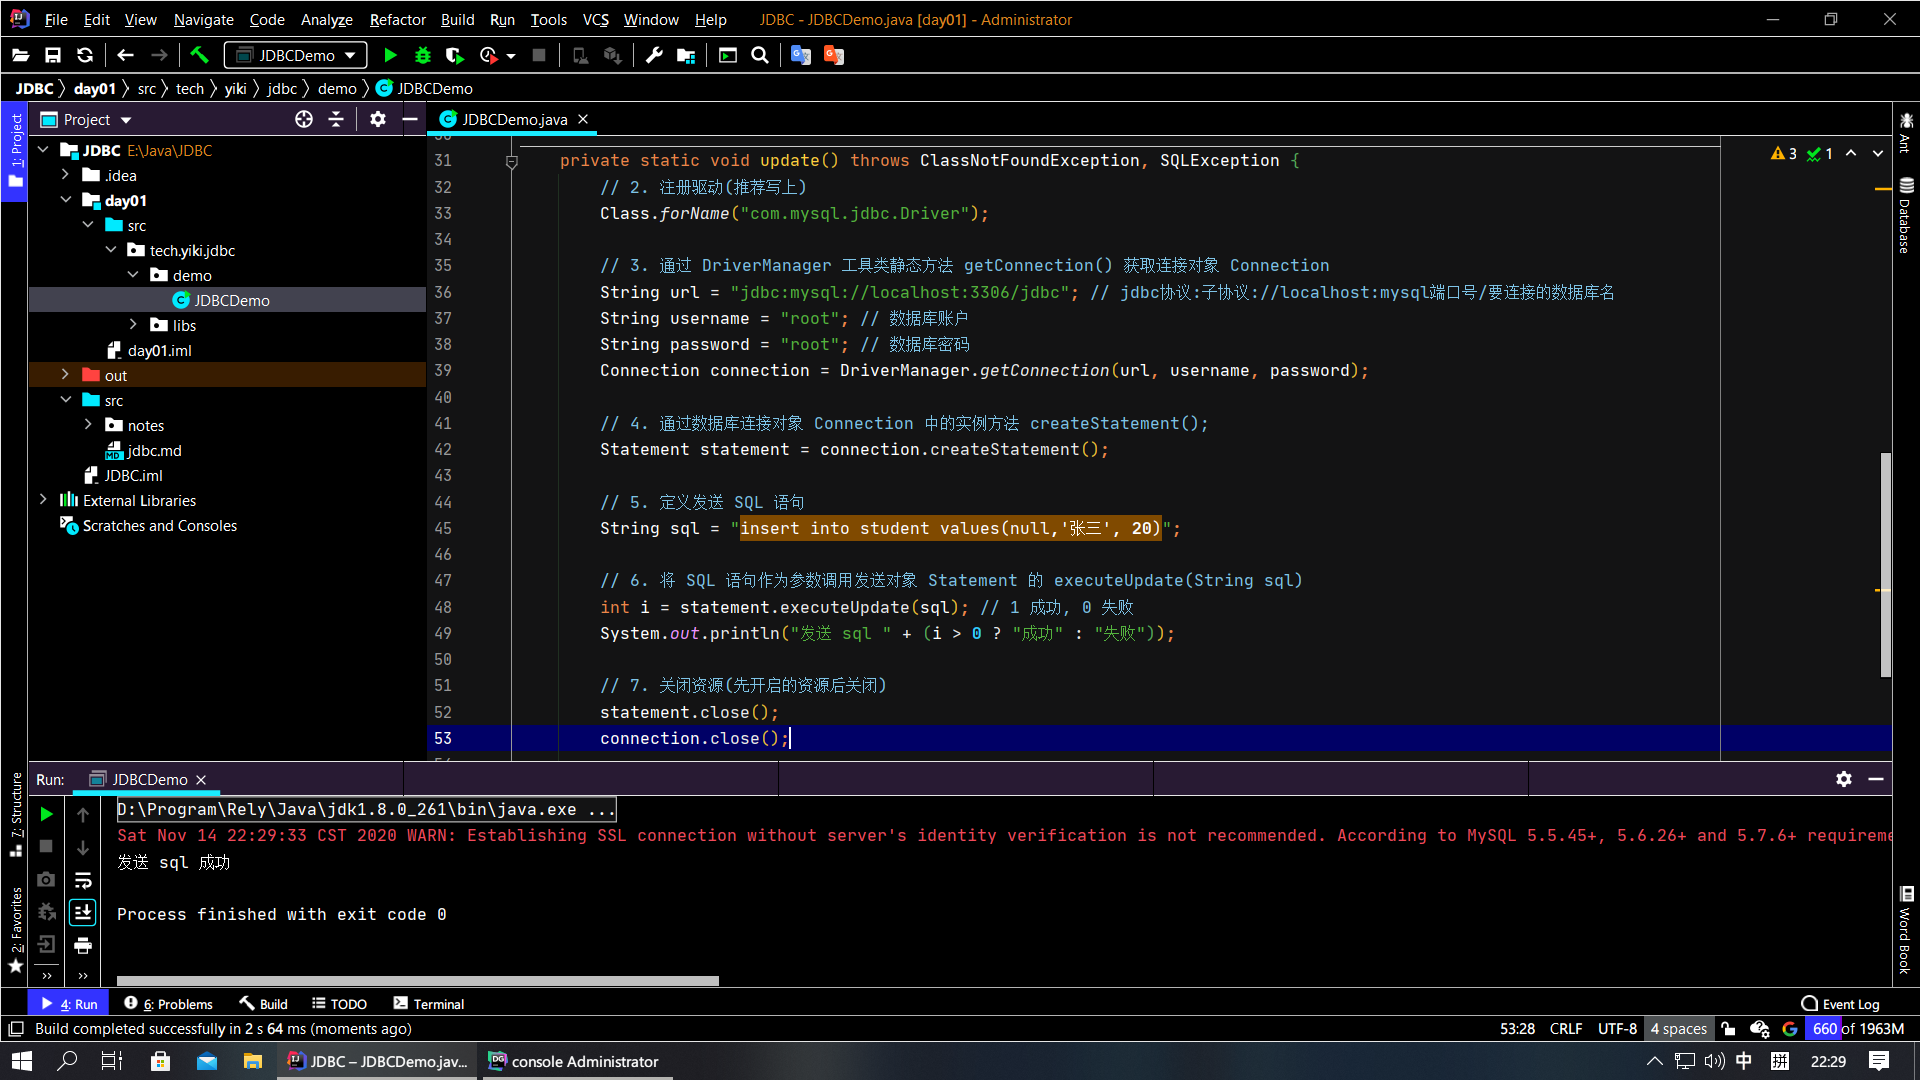 File Edit View Navigate Code Analyze Refactor Build Run Tools VCS Window Help JDBC - JDBCDemo.java [day01] - Administrator
JDBCDemo
JDBC day01 src tech yiki jdbc demo JDBCDemo
1: Project
Project
JDBC E:\Java\JDBC
.idea
day01
src
tech.yiki.jdbc
demo
JDBCDemo
libs
day01.iml
out
src
notes
jdbc.md
JDBC.iml
External Libraries
Scratches and Consoles
JDBCDemo.java
3 1
31 private static void update() throws ClassNotFoundException, SQLException {
32 // 2. 注册驱动(推荐写上)
33 Class.forName("com.mysql.jdbc.Driver");
34
35 // 3. 通过 DriverManager 工具类静态方法 getConnection() 获取连接对象 Connection
36 String url = "jdbc:mysql://localhost:3306/jdbc"; // jdbc协议:子协议://localhost:mysql端口号/要连接的数据库名
37 String username = "root"; // 数据库账户
38 String password = "root"; // 数据库密码
39 Connection connection = DriverManager.getConnection(url, username, password);
40
41 // 4. 通过数据库连接对象 Connection 中的实例方法 createStatement();
42 Statement statement = connection.createStatement();
43
44 // 5. 定义发送 SQL 语句
45 String sql = "insert into student values(null,'张三', 20)";
46
47 // 6. 将 SQL 语句作为参数调用发送对象 Statement 的 executeUpdate(String sql)
48 int i = statement.executeUpdate(sql); // 1 成功, 0 失败
49 System.out.println("发送 sql " + (i > 0 ? "成功" : "失败"));
50
51 // 7. 关闭资源(先开启的资源后关闭)
52 statement.close();
53 connection.close();
Ant
Database
Word Book
7: Structure
2: Favorites
Run: JDBCDemo
D:\Program\Rely\Java\jdk1.8.0_261\bin\java.exe ...
Sat Nov 14 22:29:33 CST 2020 WARN: Establishing SSL connection without server's identity verification is not recommended. According to MySQL 5.5.45+, 5.6.26+ and 5.7.6+ requireme
发送 sql 成功
Process finished with exit code 0
4: Run 6: Problems Build TODO Terminal Event Log
Build completed successfully in 2 s 64 ms (moments ago) 53:28 CRLF UTF-8 4 spaces 660 of 1963M
JDBC – JDBCDemo.jav... console Administrator 中 拼 22:29